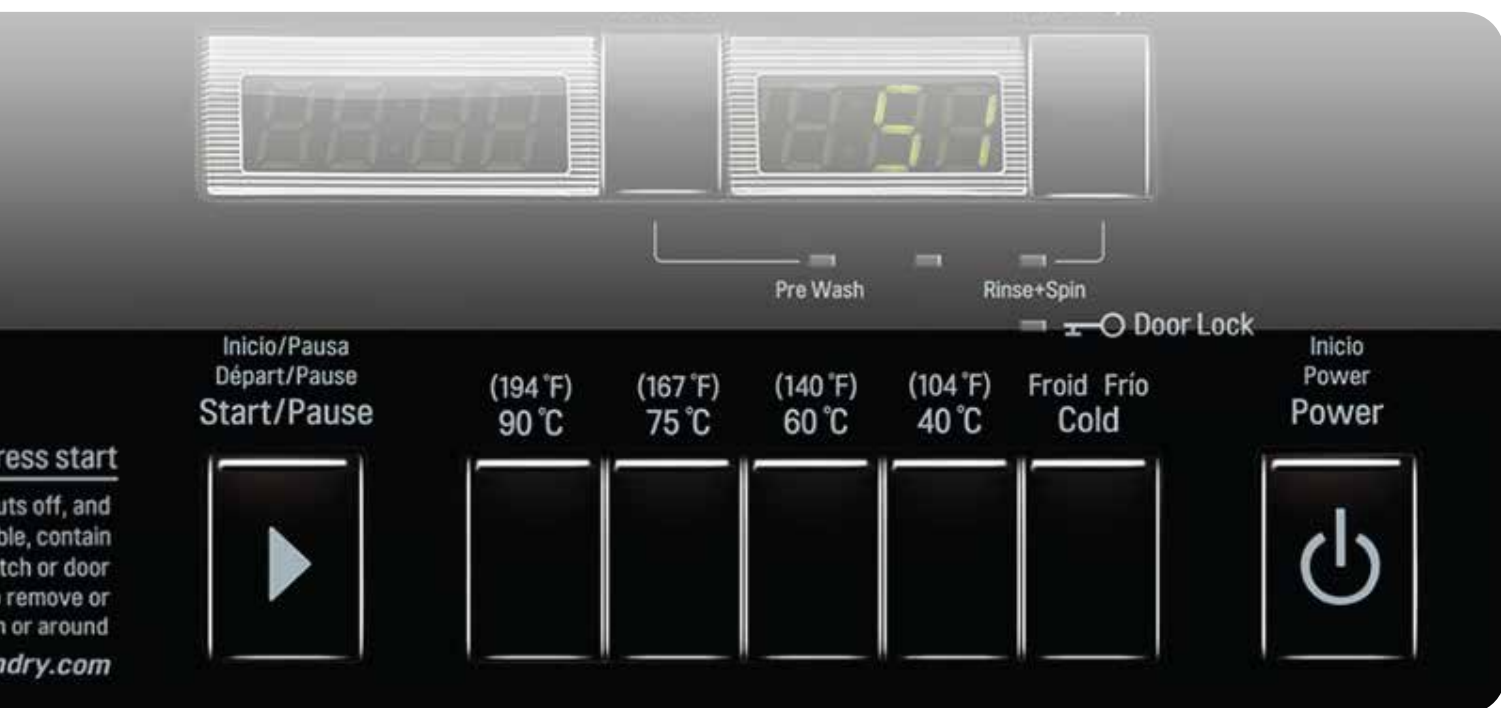 51
Pre Wash
Rinse+Spin
Door Lock
Inicio/Pausa
Départ/Pause
Start/Pause
(194 °F)
90 °C
(167 °F)
75 °C
(140 °F)
60 °C
(104 °F)
40 °C
Froid Frío
Cold
Inicio
Power
Power
ress start
uts off, and
ble, contain
tch or door
remove or
n or around
ndry.com